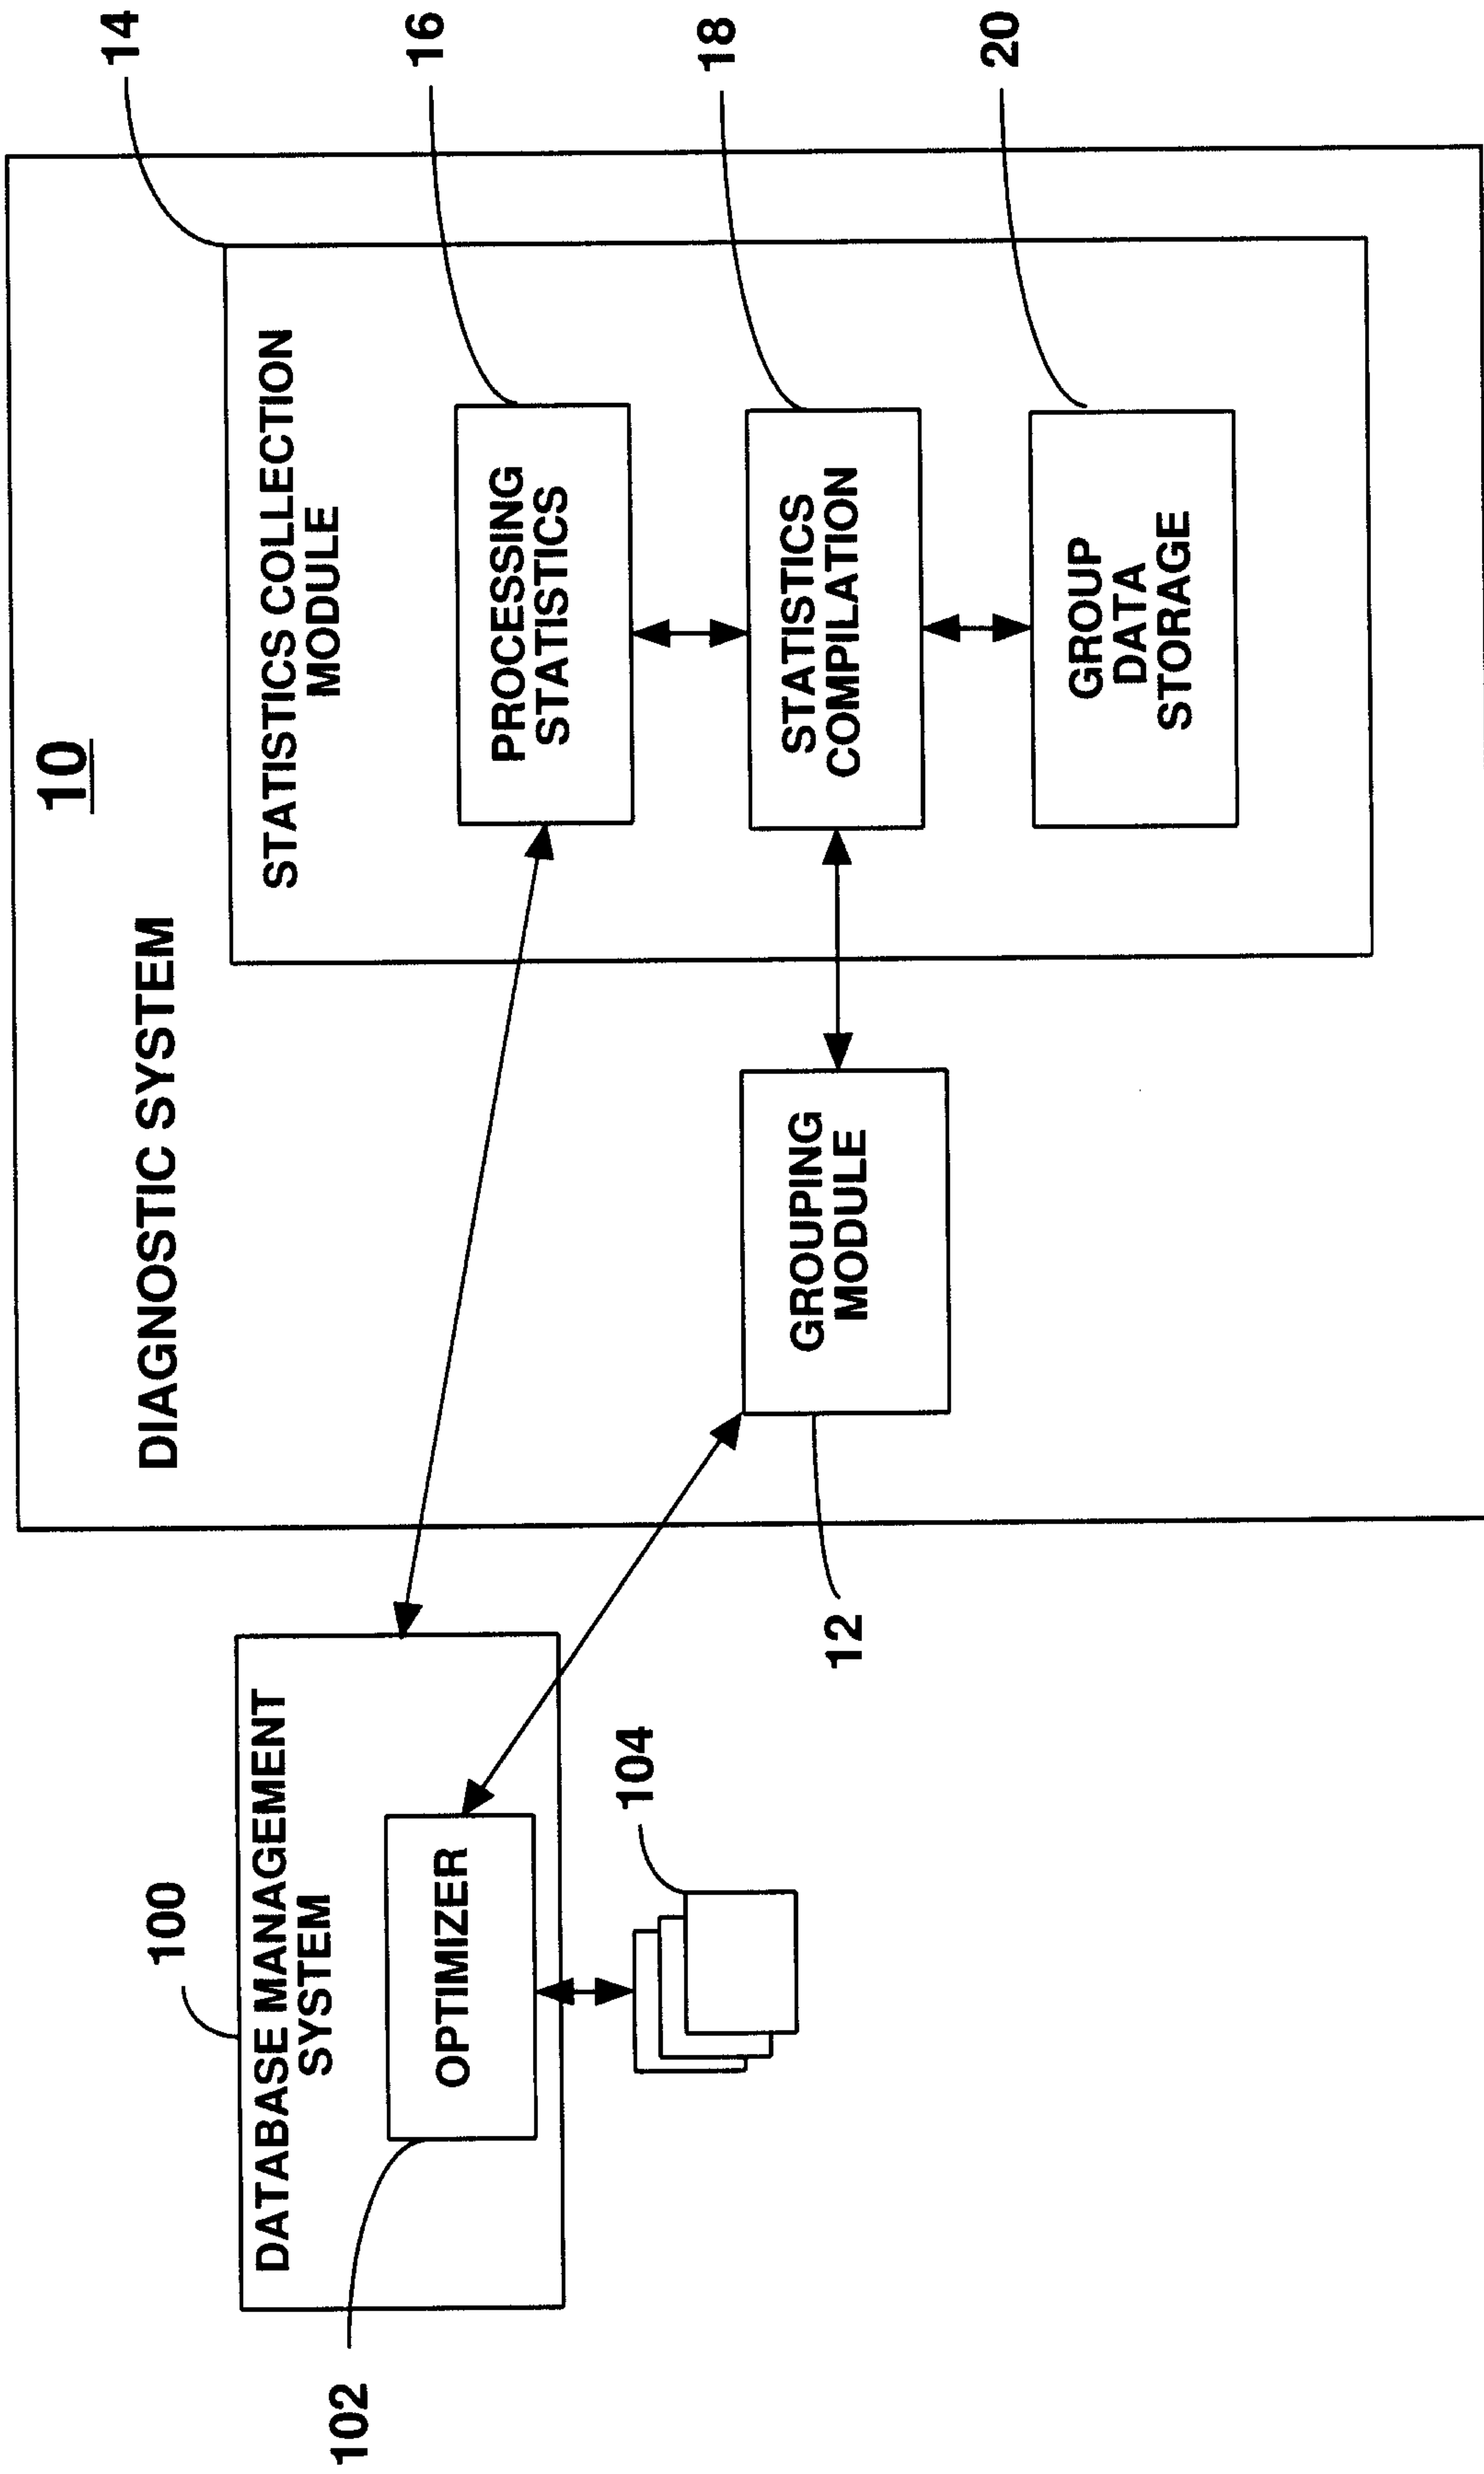 10
DIAGNOSTIC SYSTEM
100
DATABASE MANAGEMENT
SYSTEM
102
OPTIMIZER
104
12
GROUPING
MODULE
14
STATISTICS COLLECTION
MODULE
16
PROCESSING
STATISTICS
18
STATISTICS
COMPILATION
20
GROUP
DATA
STORAGE